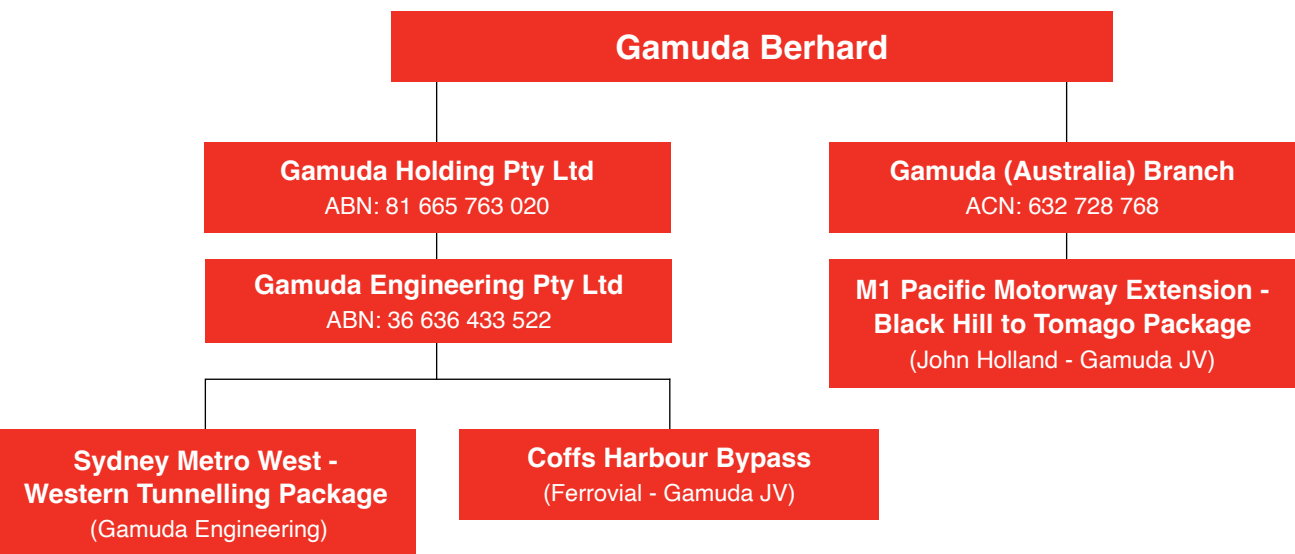 Gamuda Berhard
Gamuda Holding Pty Ltd
ABN: 81 665 763 020
Gamuda (Australia) Branch
ACN: 632 728 768
Gamuda Engineering Pty Ltd
ABN: 36 636 433 522
M1 Pacific Motorway Extension -
Black Hill to Tomago Package
(John Holland - Gamuda JV)
Sydney Metro West -
Western Tunnelling Package
(Gamuda Engineering)
Coffs Harbour Bypass
(Ferrovial - Gamuda JV)